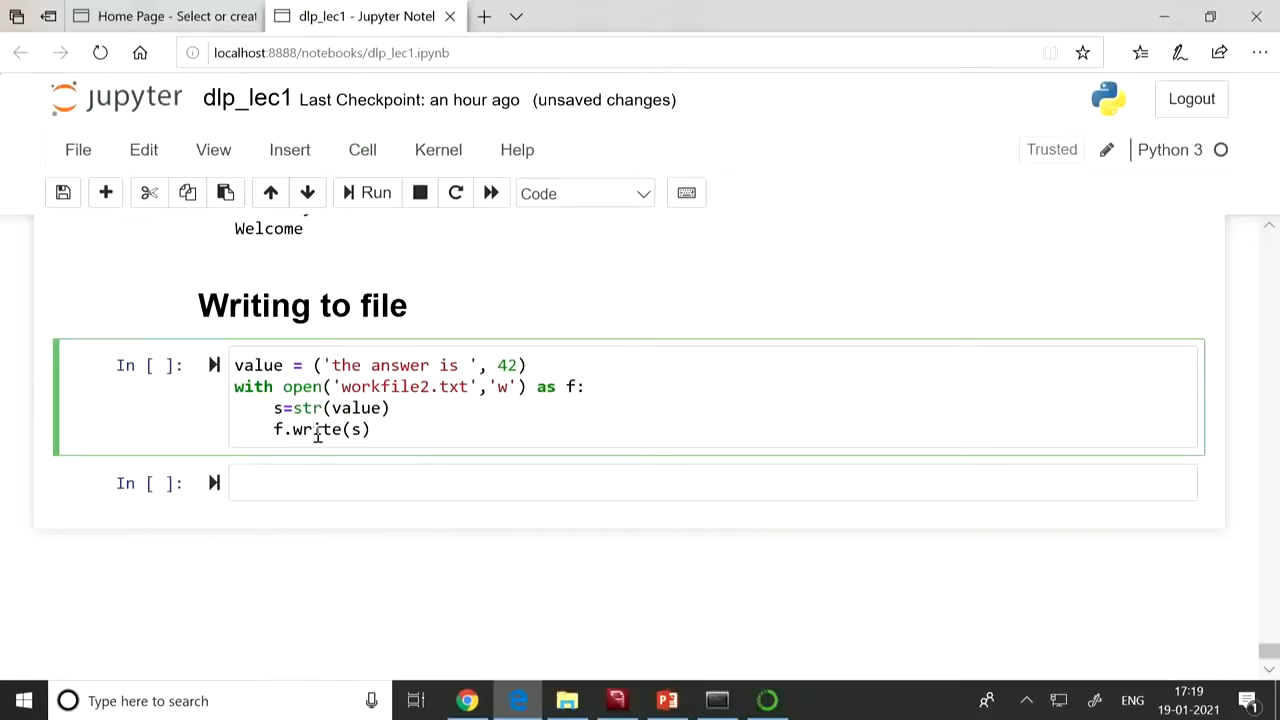 Home Page - Select or creat
dlp_lec1 - Jupyter Notel
localhost:8888/notebooks/dlp_lec1.ipynb
jupyter dlp_lec1 Last Checkpoint: an hour ago (unsaved changes)
Logout
File Edit View Insert Cell Kernel Help
Trusted
Python 3
Run
Code
Welcome
Writing to file
In [ ]:
value = ('the answer is ', 42)
with open('workfile2.txt','w') as f:
    s=str(value)
    f.write(s)
In [ ]:
Type here to search
ENG
17:19
19-01-2021
1